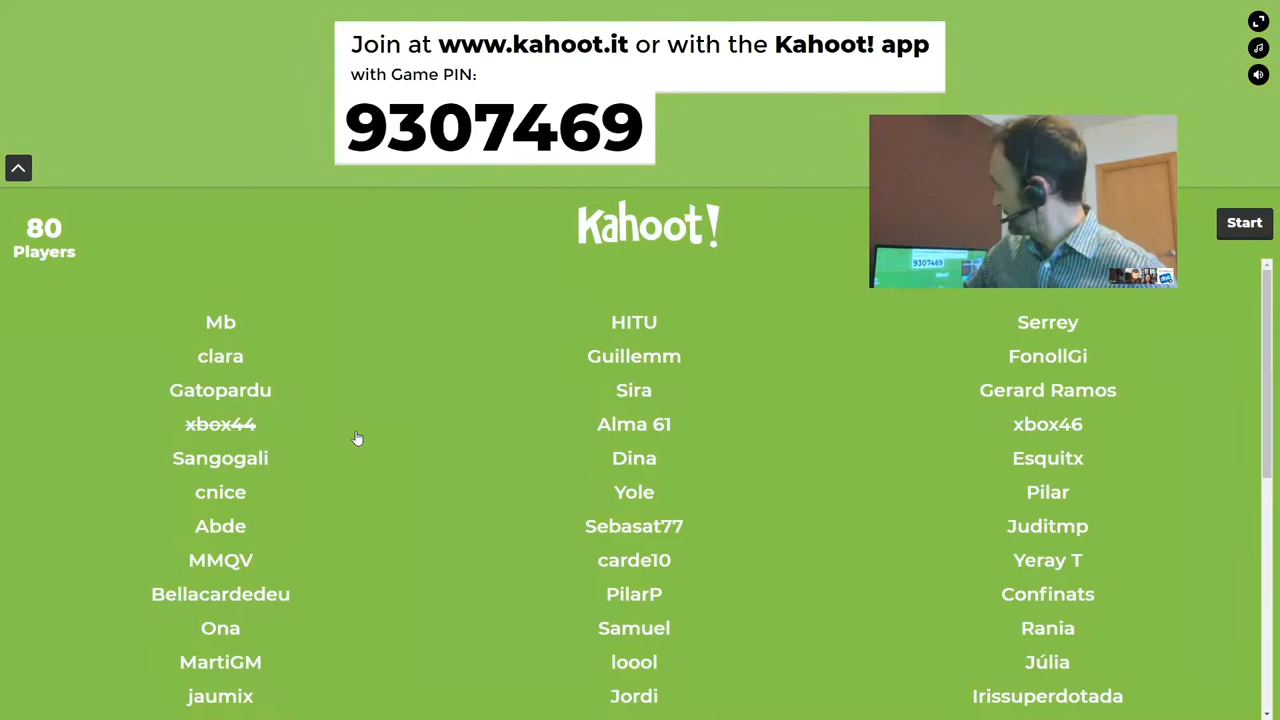 Join at www.kahoot.it or with the Kahoot! app
with Game PIN:
9307469
80
Players
Kahoot!
Start
9307469
Mb HITU Serrey
clara Guillemm FonollGi
Gatopardu Sira Gerard Ramos
xbox44 Alma 61 xbox46
Sangogali Dina Esquitx
cnice Yole Pilar
Abde Sebasat77 Juditmp
MMQV carde10 Yeray T
Bellacardedeu PilarP Confinats
Ona Samuel Rania
MartiGM loool Júlia
jaumix Jordi Irissuperdotada